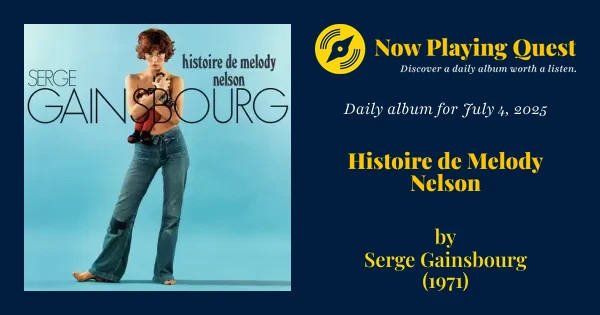 SERGE
GAINSBOURG
histoire de melody
nelson
Now Playing Quest
Discover a daily album worth a listen.
Daily album for July 4, 2025
Histoire de Melody
Nelson
by
Serge Gainsbourg
(1971)